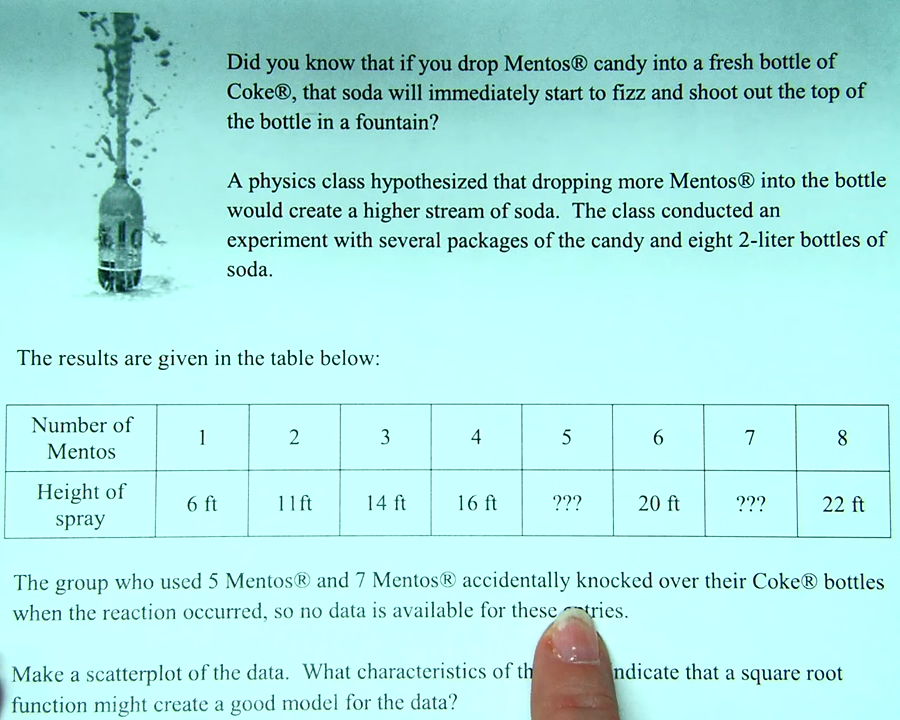 Did you know that if you drop Mentos® candy into a fresh bottle of
Coke®, that soda will immediately start to fizz and shoot out the top of
the bottle in a fountain?
A physics class hypothesized that dropping more Mentos® into the bottle
would create a higher stream of soda.  The class conducted an
experiment with several packages of the candy and eight 2-liter bottles of
soda.
The results are given in the table below:
Number of Mentos 1 2 3 4 5 6 7 8
Height of spray 6 ft 11ft 14 ft 16 ft ??? 20 ft ??? 22 ft
The group who used 5 Mentos® and 7 Mentos® accidentally knocked over their Coke® bottles
when the reaction occurred, so no data is available for these entries.
Make a scatterplot of the data.  What characteristics of indicate that a square root
function might create a good model for the data?